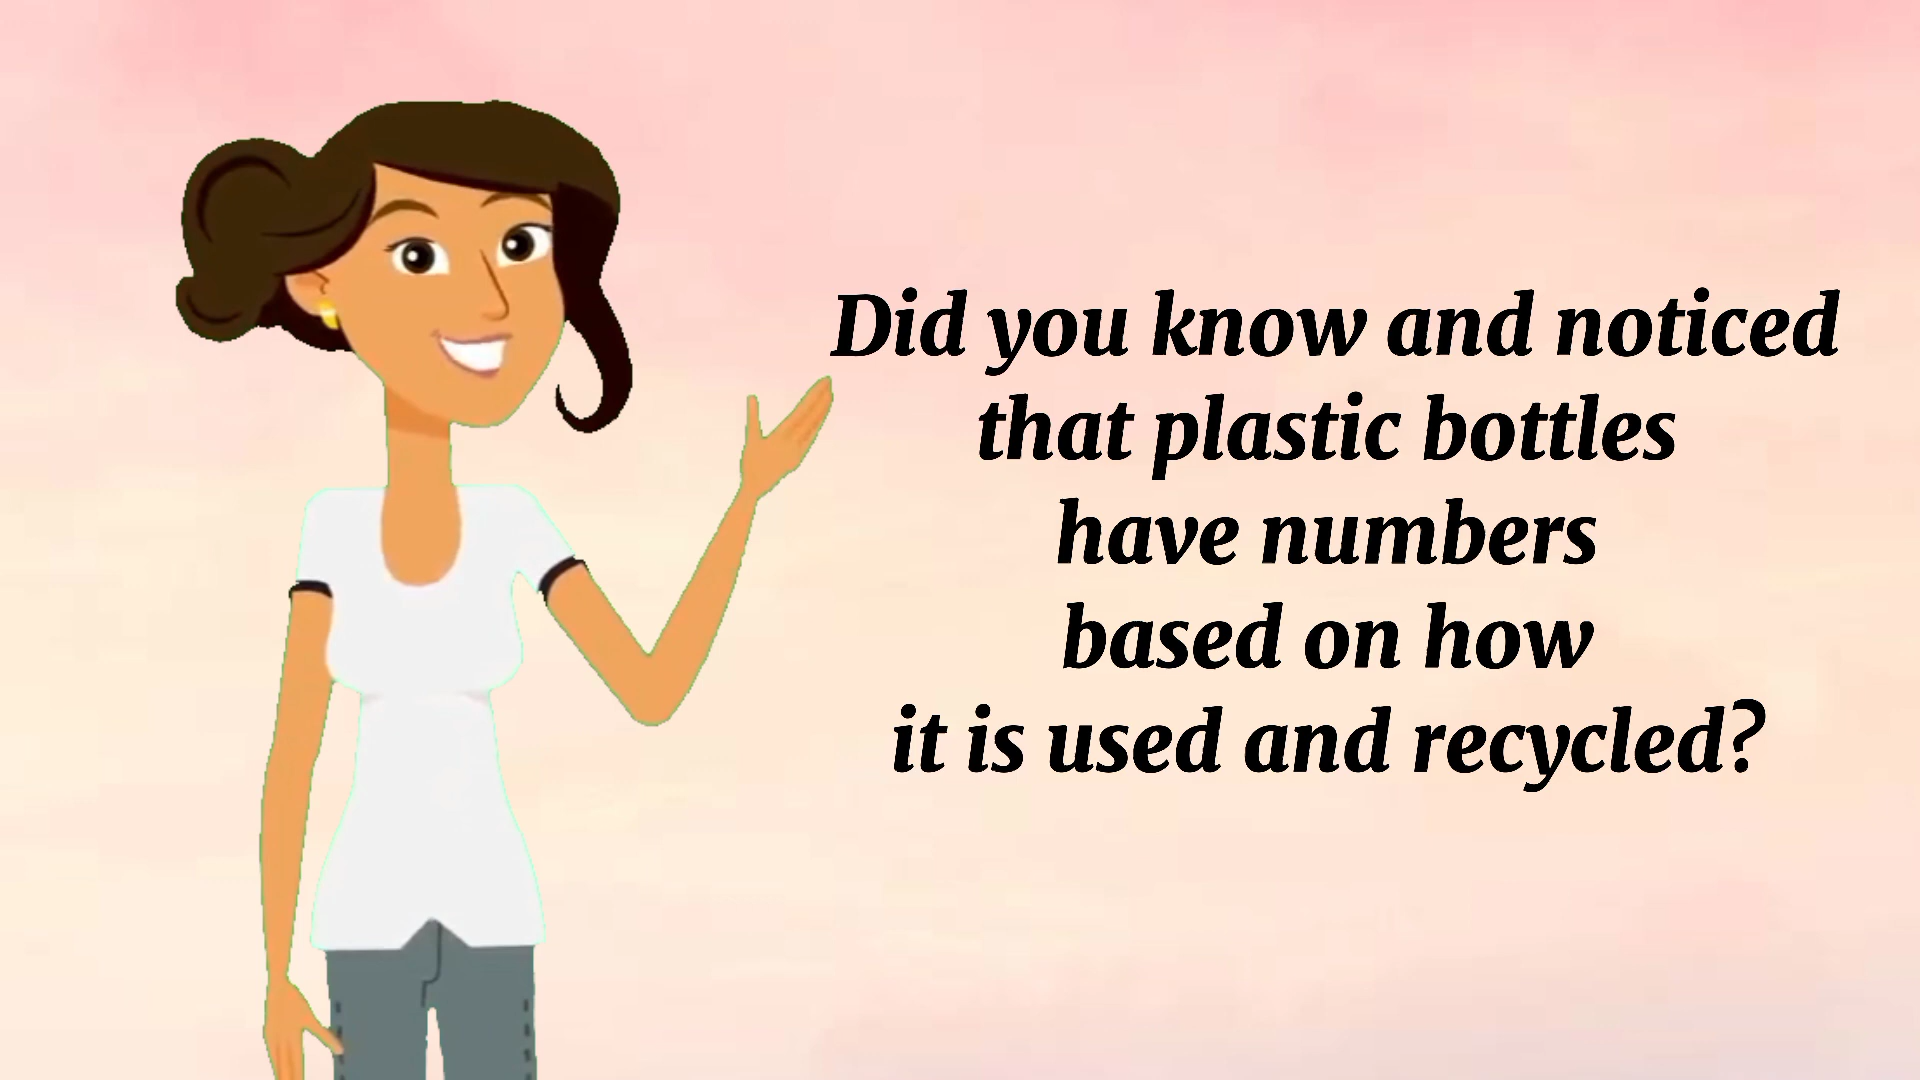 Did you know and noticed
that plastic bottles
have numbers
based on how
it is used and recycled?